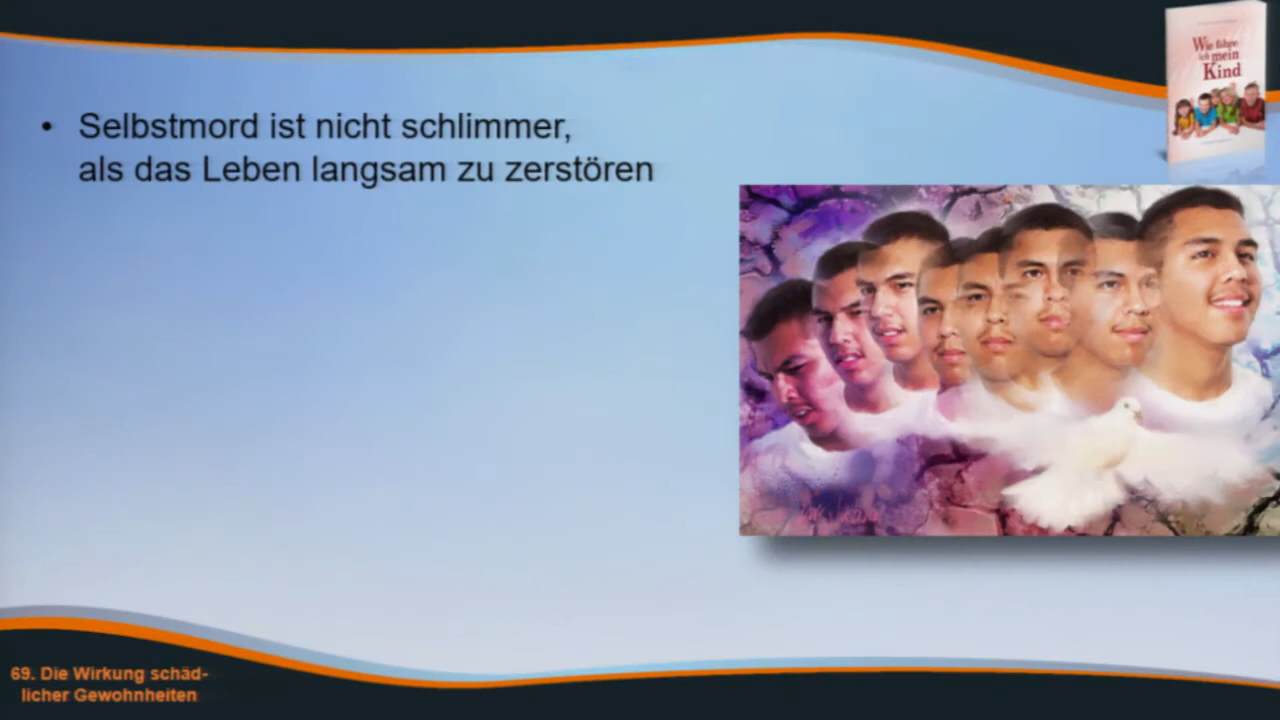 Wie führe
ich mein
Kind
• Selbstmord ist nicht schlimmer,
als das Leben langsam zu zerstören
69. Die Wirkung schäd-
licher Gewohnheiten